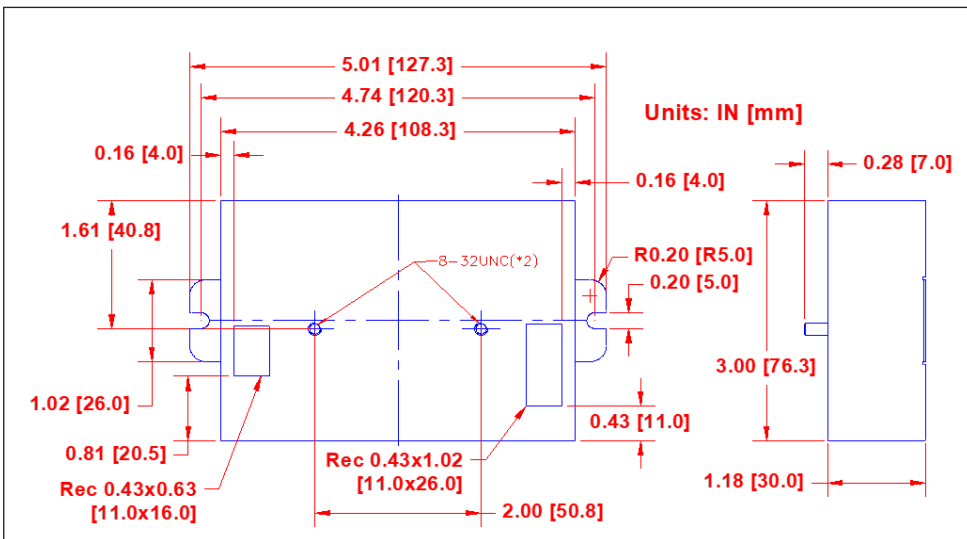 5.01 [127.3]
4.74 [120.3]
Units: IN [mm]
4.26 [108.3]
0.16 [4.0]
0.28 [7.0]
0.16 [4.0]
1.61 [40.8]
8-32UNC(*2)
R0.20 [R5.0]
0.20 [5.0]
3.00 [76.3]
1.02 [26.0]
0.43 [11.0]
0.81 [20.5]
Rec 0.43x1.02
[11.0x26.0]
1.18 [30.0]
Rec 0.43x0.63
[11.0x16.0]
2.00 [50.8]